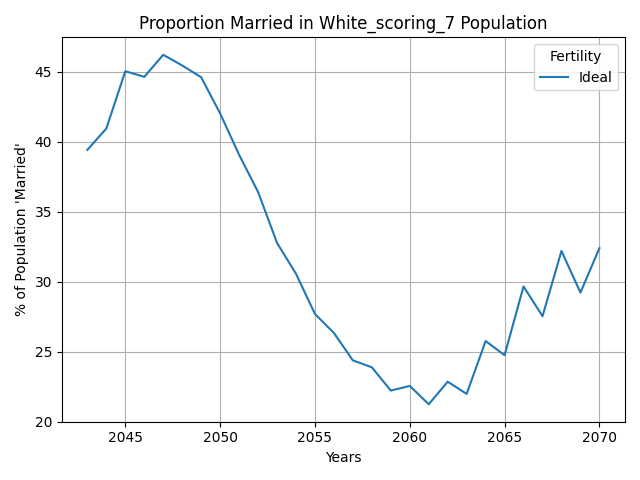 Proportion Married in White_scoring_7 Population
Fertility
Ideal
% of Population 'Married'
45
40
35
30
25
20
2045 2050 2055 2060 2065 2070
Years